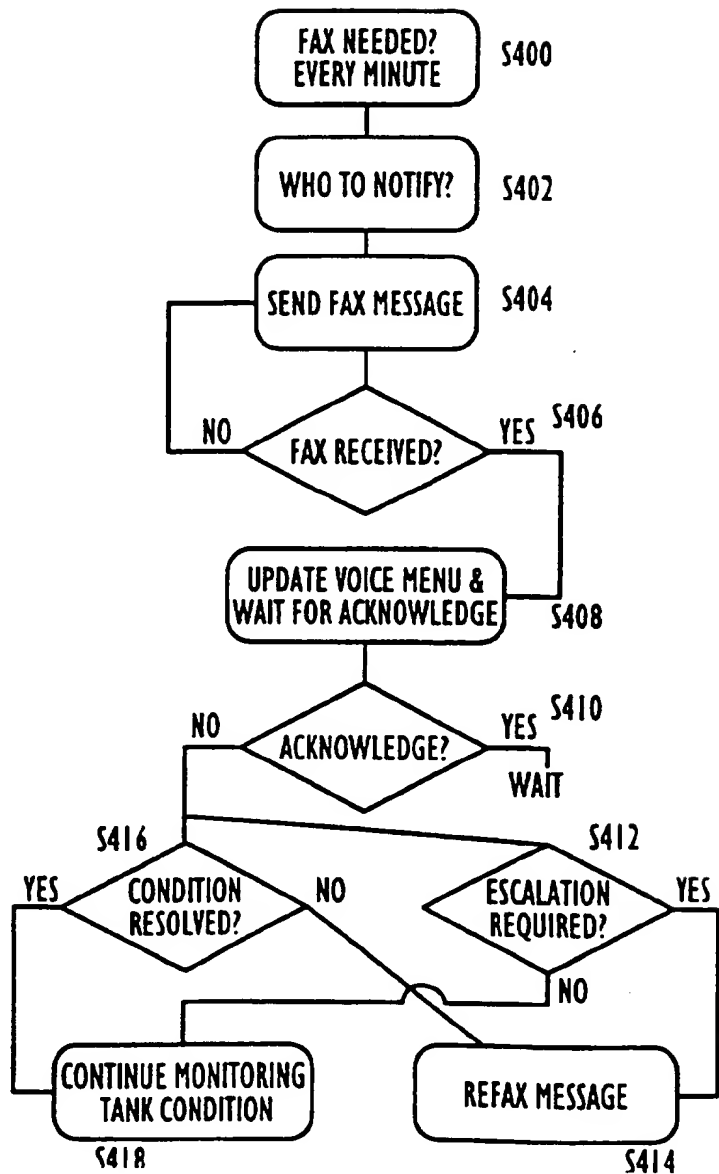 FAX NEEDED?
EVERY MINUTE
S400
WHO TO NOTIFY?
S402
SEND FAX MESSAGE
S404
NO
FAX RECEIVED?
YES
S406
UPDATE VOICE MENU &
WAIT FOR ACKNOWLEDGE
S408
NO
ACKNOWLEDGE?
YES
S410
WAIT
S416
YES
CONDITION
RESOLVED?
NO
S412
ESCALATION
REQUIRED?
YES
NO
CONTINUE MONITORING
TANK CONDITION
S418
REFAX MESSAGE
S414